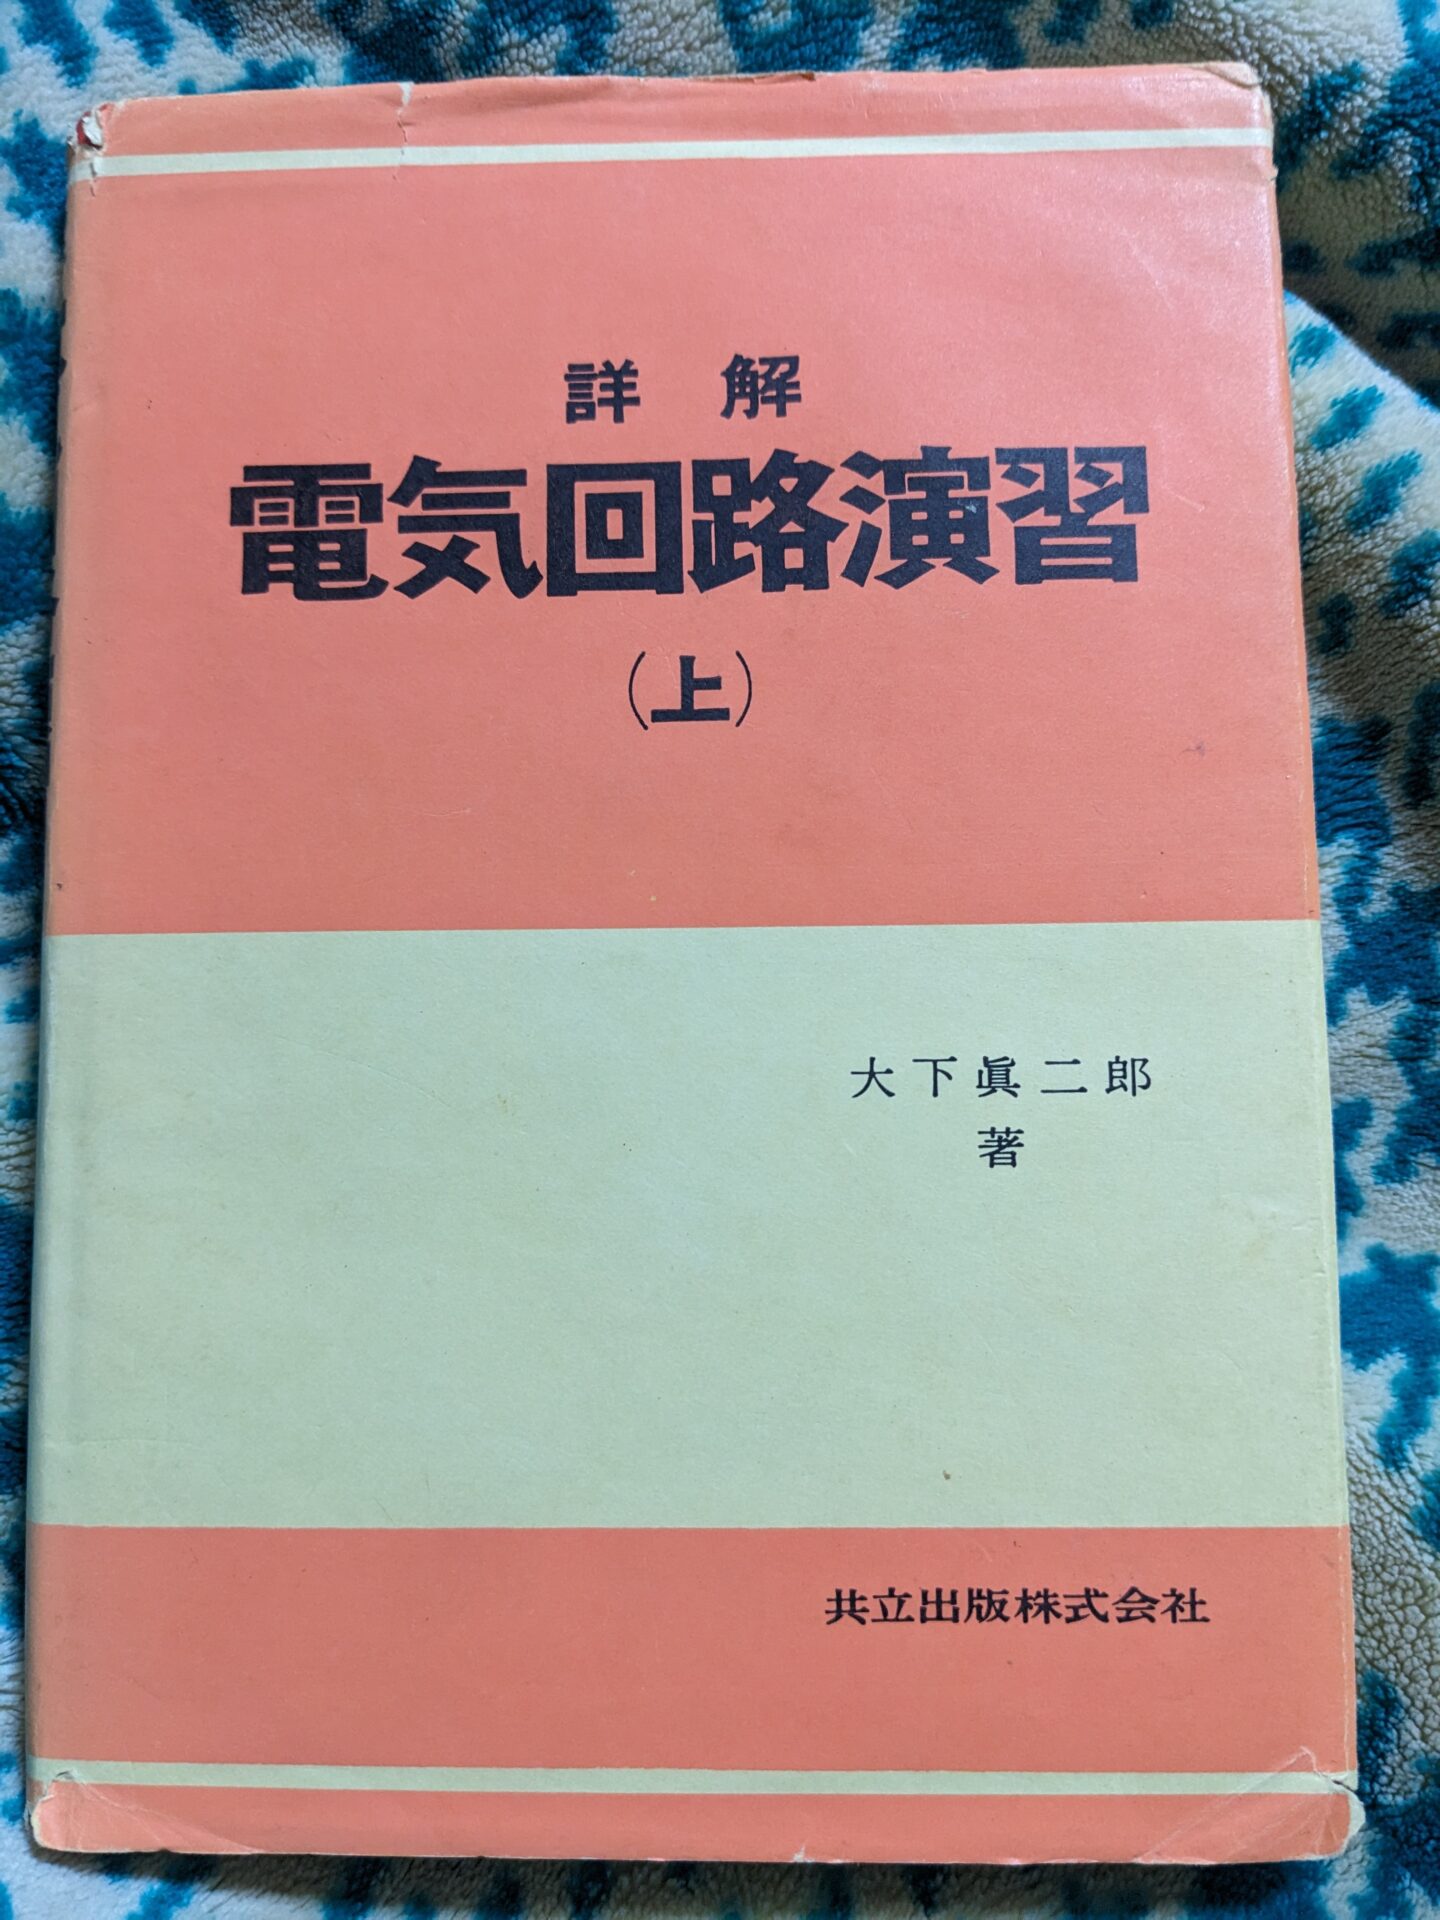 詳解
電気回路演習
(上)
大下眞二郎
著
共立出版株式会社